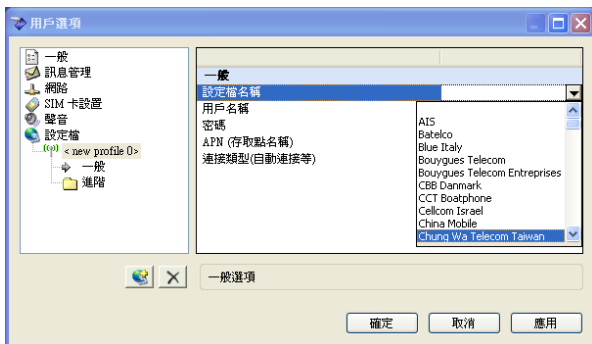 用戶選項
一般
訊息管理
網路
SIM 卡設置
聲音
設定檔
< new profile 0>
一般
進階
一般
設定檔名稱
用戶名稱
密碼
APN (存取點名稱)
連接類型(自動連接等)
AIS
Batelco
Blue Italy
Bouygues Telecom
Bouygues Telecom Entreprises
CBB Danmark
CCT Boatphone
Cellcom Israel
China Mobile
Chung Wa Telecom Taiwan
一般選項
確定
取消
應用